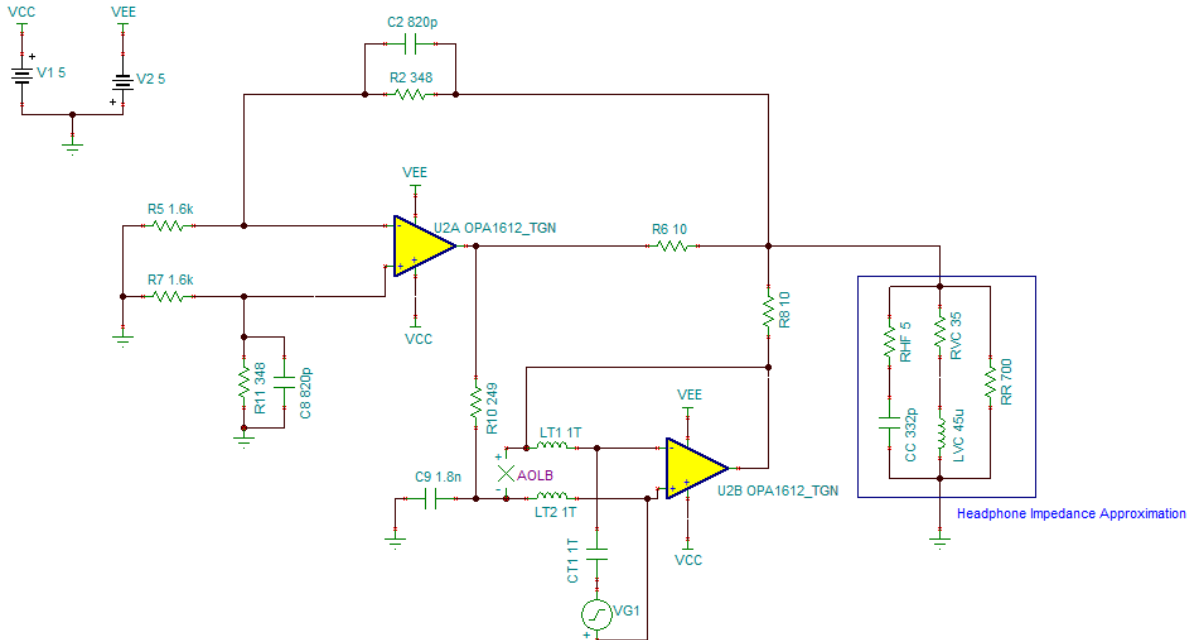 VCC
VEE
V1 5
V2 5
C2 820p
R2 348
R5 1.6k
R7 1.6k
VEE
-
+
+
U2A OPA1612_TGN
VCC
R6 10
R8 10
R11 348
C8 820p
R10 249
C9 1.8n
LT1 1T
+
AOLB
-
LT2 1T
CT1 1T
VG1
+
VEE
-
+
+
U2B OPA1612_TGN
VCC
RHF 5
RVC 35
RR 700
CC 332p
LVC 45u
Headphone Impedance Approximation